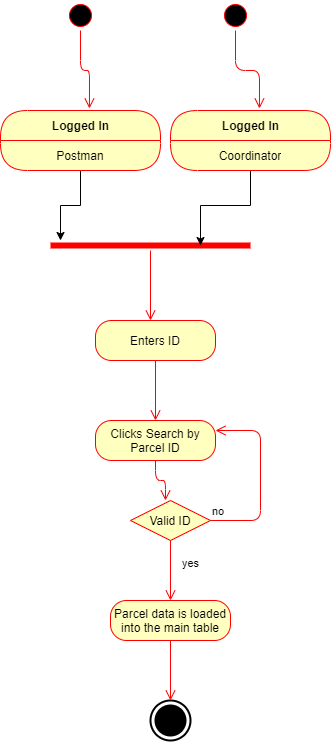 Logged In
Postman
Logged In
Coordinator
Enters ID
Clicks Search by
Parcel ID
Valid ID
no
yes
Parcel data is loaded
into the main table